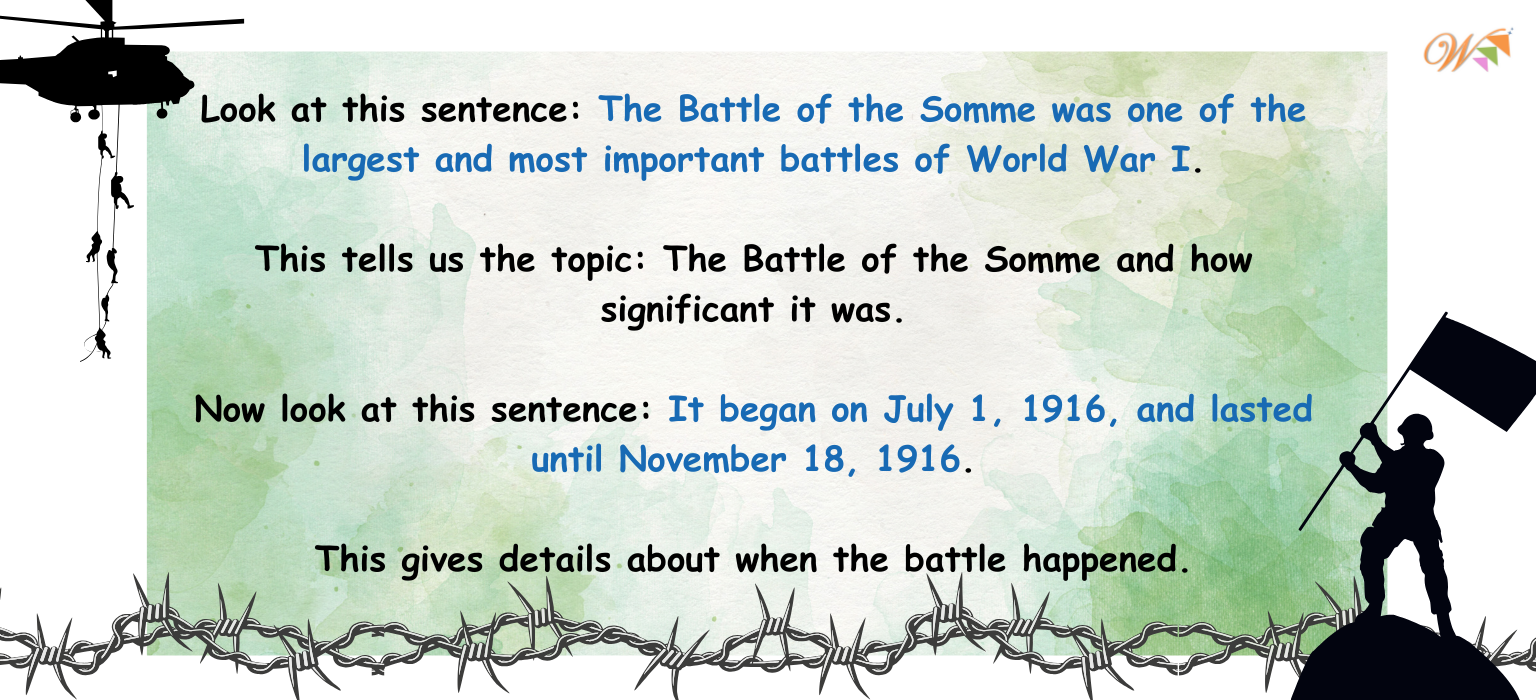 Look at this sentence: The Battle of the Somme was one of the
largest and most important battles of World War I.
This tells us the topic: The Battle of the Somme and how
significant it was.
Now look at this sentence: It began on July 1, 1916, and lasted
until November 18, 1916.
This gives details about when the battle happened.
W